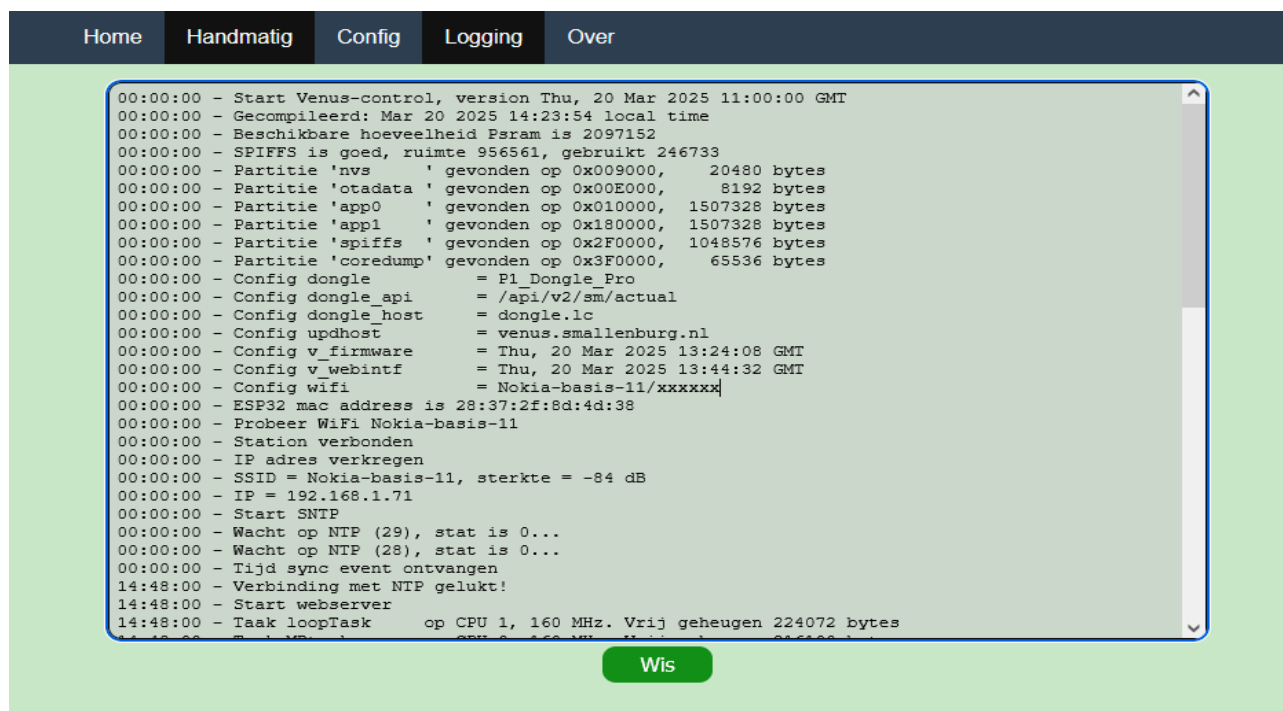 Home Handmatig Config Logging Over
00:00:00 - Start Venus-control, version Thu, 20 Mar 2025 11:00:00 GMT
00:00:00 - Gecompileerd: Mar 20 2025 14:23:54 local time
00:00:00 - Beschikbare hoeveelheid Psram is 2097152
00:00:00 - SPIFFS is goed, ruimte 956561, gebruikt 246733
00:00:00 - Partitie 'nvs     ' gevonden op 0x009000,   20480 bytes
00:00:00 - Partitie 'otadata ' gevonden op 0x00E000,    8192 bytes
00:00:00 - Partitie 'app0    ' gevonden op 0x010000, 1507328 bytes
00:00:00 - Partitie 'app1    ' gevonden op 0x180000, 1507328 bytes
00:00:00 - Partitie 'spiffs  ' gevonden op 0x2F0000, 1048576 bytes
00:00:00 - Partitie 'coredump' gevonden op 0x3F0000,   65536 bytes
00:00:00 - Config dongle          = P1_Dongle_Pro
00:00:00 - Config dongle_api      = /api/v2/sm/actual
00:00:00 - Config dongle_host     = dongle.lc
00:00:00 - Config updhost         = venus.smallenburg.nl
00:00:00 - Config v_firmware      = Thu, 20 Mar 2025 13:24:08 GMT
00:00:00 - Config v_webintf       = Thu, 20 Mar 2025 13:44:32 GMT
00:00:00 - Config wifi            = Nokia-basis-11/xxxxxx
00:00:00 - ESP32 mac address is 28:37:2f:8d:4d:38
00:00:00 - Probeer WiFi Nokia-basis-11
00:00:00 - Station verbonden
00:00:00 - IP adres verkregen
00:00:00 - SSID = Nokia-basis-11, sterkte = -84 dB
00:00:00 - IP = 192.168.1.71
00:00:00 - Start SNTP
00:00:00 - Wacht op NTP (29), stat is 0...
00:00:00 - Wacht op NTP (28), stat is 0...
00:00:00 - Tijd sync event ontvangen
14:48:00 - Verbinding met NTP gelukt!
14:48:00 - Start webserver
14:48:00 - Taak loopTask     op CPU 1, 160 MHz. Vrij geheugen 224072 bytes
Wis